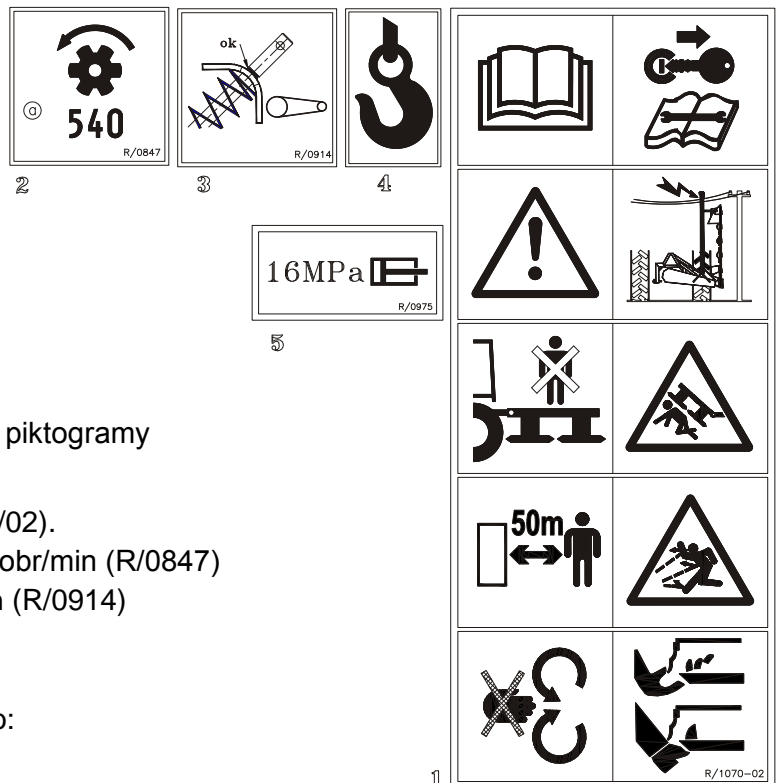 ok
a
540
R/0847
R/0914
2
3
4
16MPa
R/0975
5
piktogramy
/02).
obr/min (R/0847)
(R/0914)
50m
R/1070-02
1